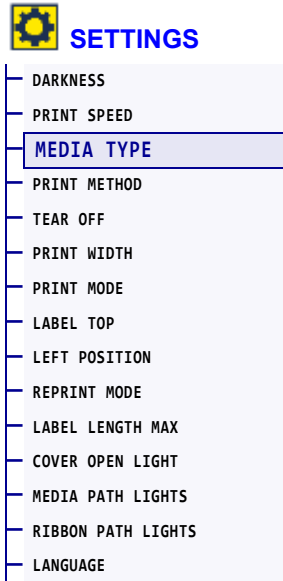 SETTINGS
DARKNESS
PRINT SPEED
MEDIA TYPE
PRINT METHOD
TEAR OFF
PRINT WIDTH
PRINT MODE
LABEL TOP
LEFT POSITION
REPRINT MODE
LABEL LENGTH MAX
COVER OPEN LIGHT
MEDIA PATH LIGHTS
RIBBON PATH LIGHTS
LANGUAGE